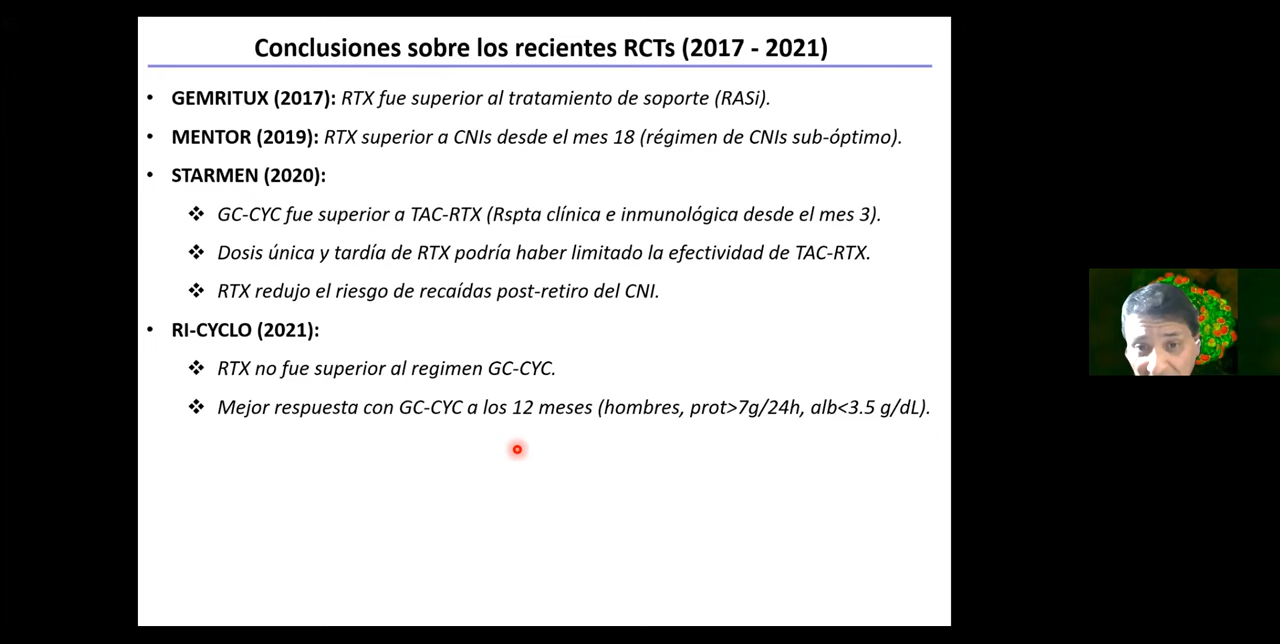 Conclusiones sobre los recientes RCTs (2017 - 2021)
• GEMRITUX (2017): RTX fue superior al tratamiento de soporte (RASi).
• MENTOR (2019): RTX superior a CNIs desde el mes 18 (régimen de CNIs sub-óptimo).
• STARMEN (2020):
❖ GC-CYC fue superior a TAC-RTX (Rspta clínica e inmunológica desde el mes 3).
❖ Dosis única y tardía de RTX podría haber limitado la efectividad de TAC-RTX.
❖ RTX redujo el riesgo de recaídas post-retiro del CNI.
• RI-CYCLO (2021):
❖ RTX no fue superior al regimen GC-CYC.
❖ Mejor respuesta con GC-CYC a los 12 meses (hombres, prot>7g/24h, alb<3.5 g/dL).